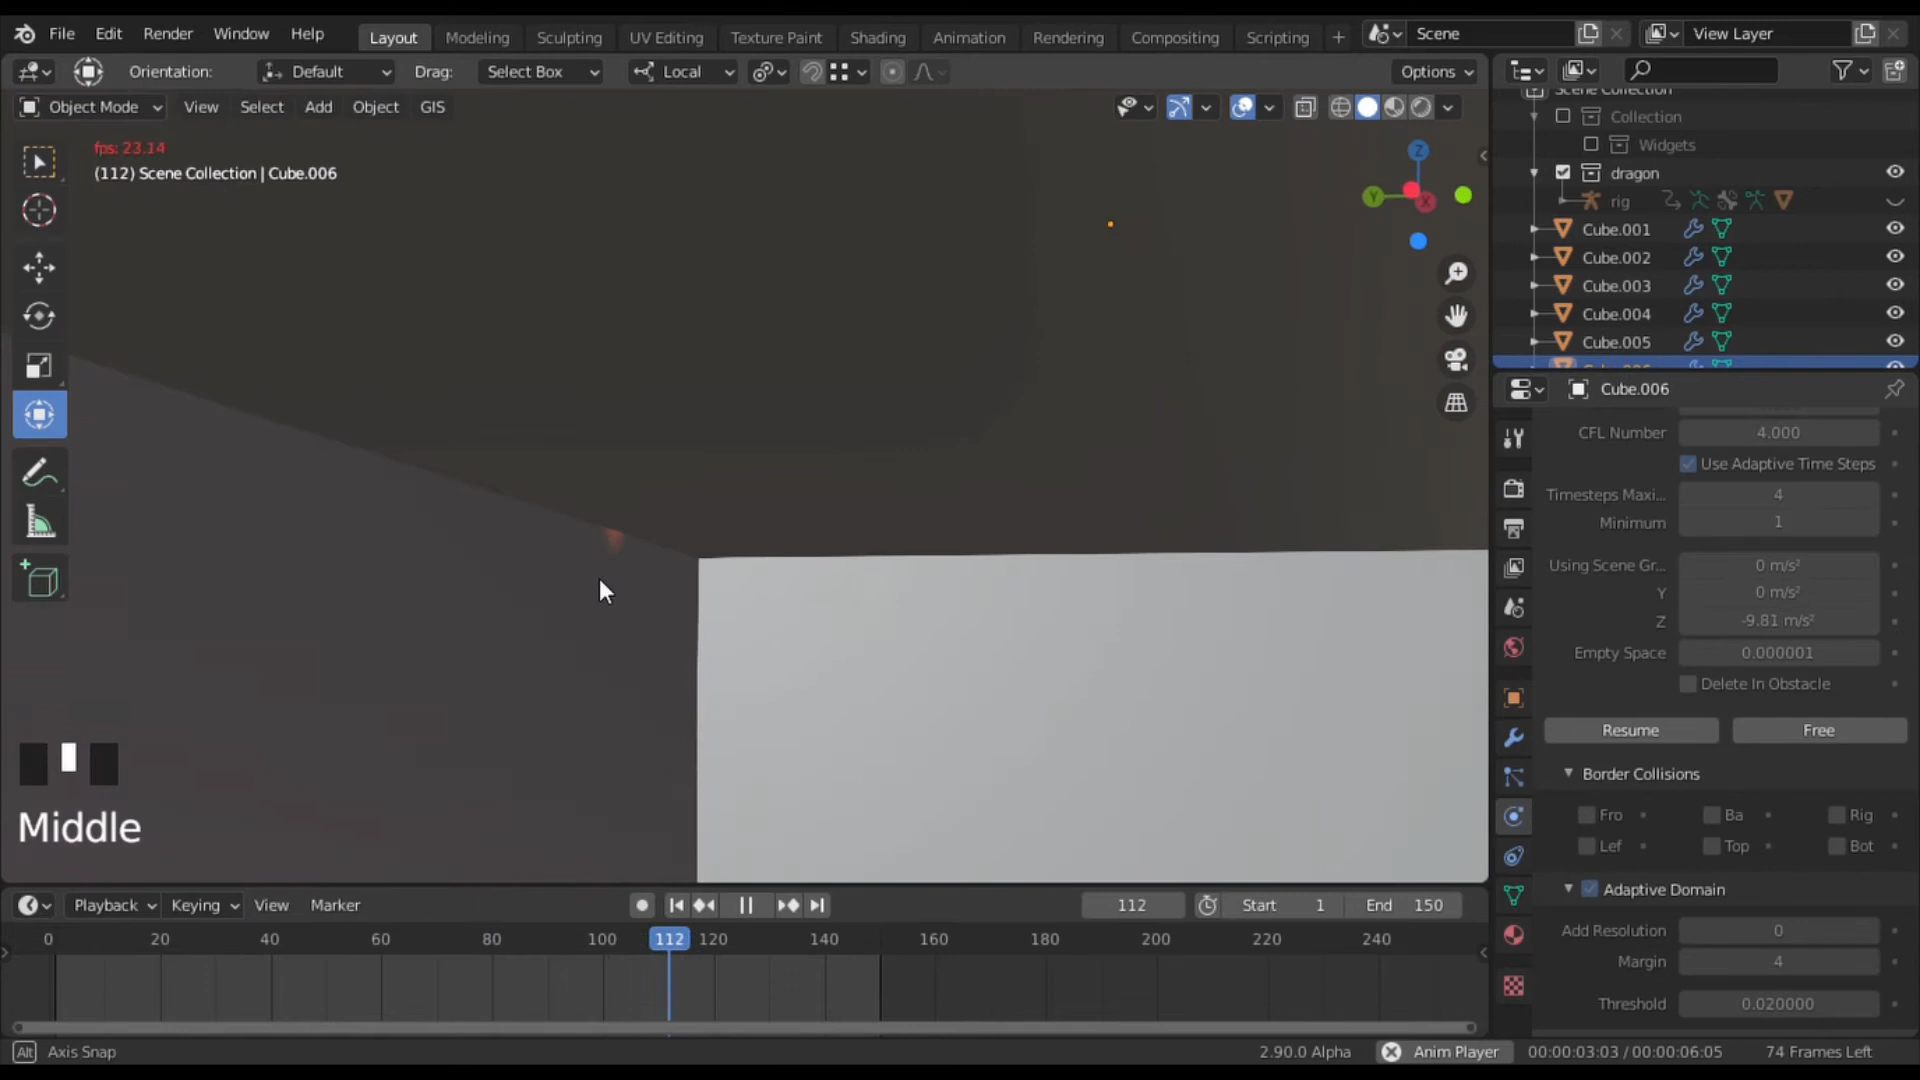 File Edit Render Window Help Layout Modeling Sculpting UV Editing Texture Paint Shading Animation Rendering Compositing Scripting + Scene View Layer
Orientation: Default Drag: Select Box Local Options
Object Mode View Select Add Object GIS
fps: 23.14
(112) Scene Collection | Cube.006
Z
Y
X
Middle
Scene Collection
Collection
Widgets
dragon
rig
Cube.001
Cube.002
Cube.003
Cube.004
Cube.005
Cube.006
CFL Number 4.000
Use Adaptive Time Steps
Timesteps Maxi... 4
Minimum 1
Using Scene Gr... 0 m/s²
Y 0 m/s²
Z -9.81 m/s²
Empty Space 0.000001
Delete In Obstacle
Resume Free
Border Collisions
Fro Ba Rig
Lef Top Bot
Adaptive Domain
Add Resolution 0
Margin 4
Threshold 0.020000
Playback Keying View Marker 112 Start 1 End 150
0 20 40 60 80 100 112 120 140 160 180 200 220 240
Alt Axis Snap 2.90.0 Alpha Anim Player 00:00:03:03 / 00:00:06:05 74 Frames Left